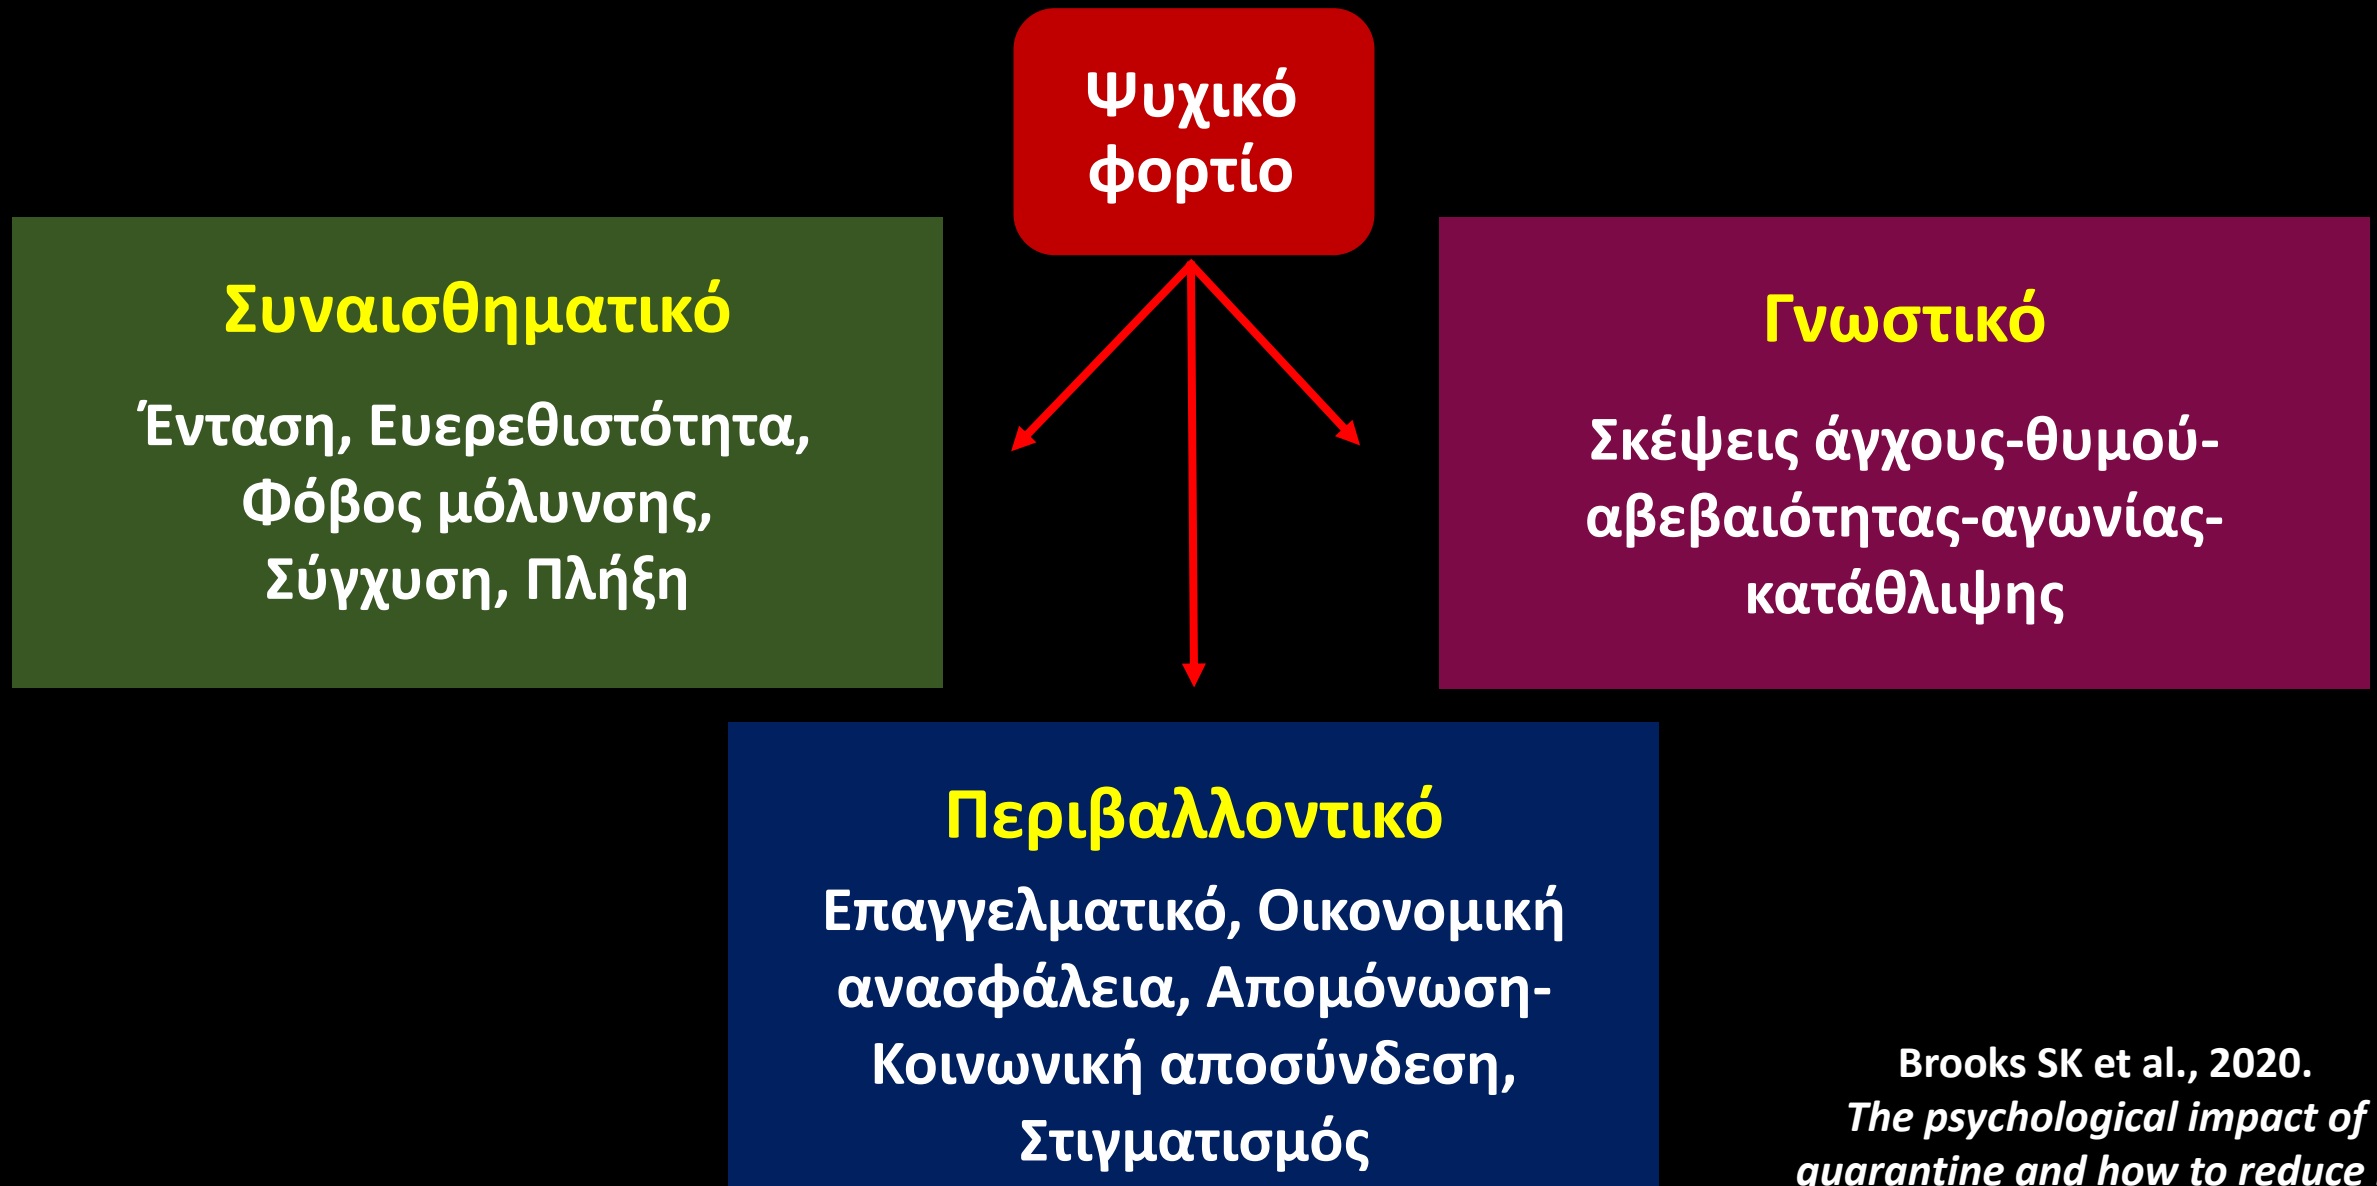 Ψυχικό
φορτίο
Συναισθηματικό
Ένταση, Ευερεθιστότητα,
Φόβος μόλυνσης,
Σύγχυση, Πλήξη
Γνωστικό
Σκέψεις άγχους-θυμού-
αβεβαιότητας-αγωνίας-
κατάθλιψης
Περιβαλλοντικό
Επαγγελματικό, Οικονομική
ανασφάλεια, Απομόνωση-
Κοινωνική αποσύνδεση,
Στιγματισμός
Brooks SK et al., 2020.
The psychological impact of
quarantine and how to reduce